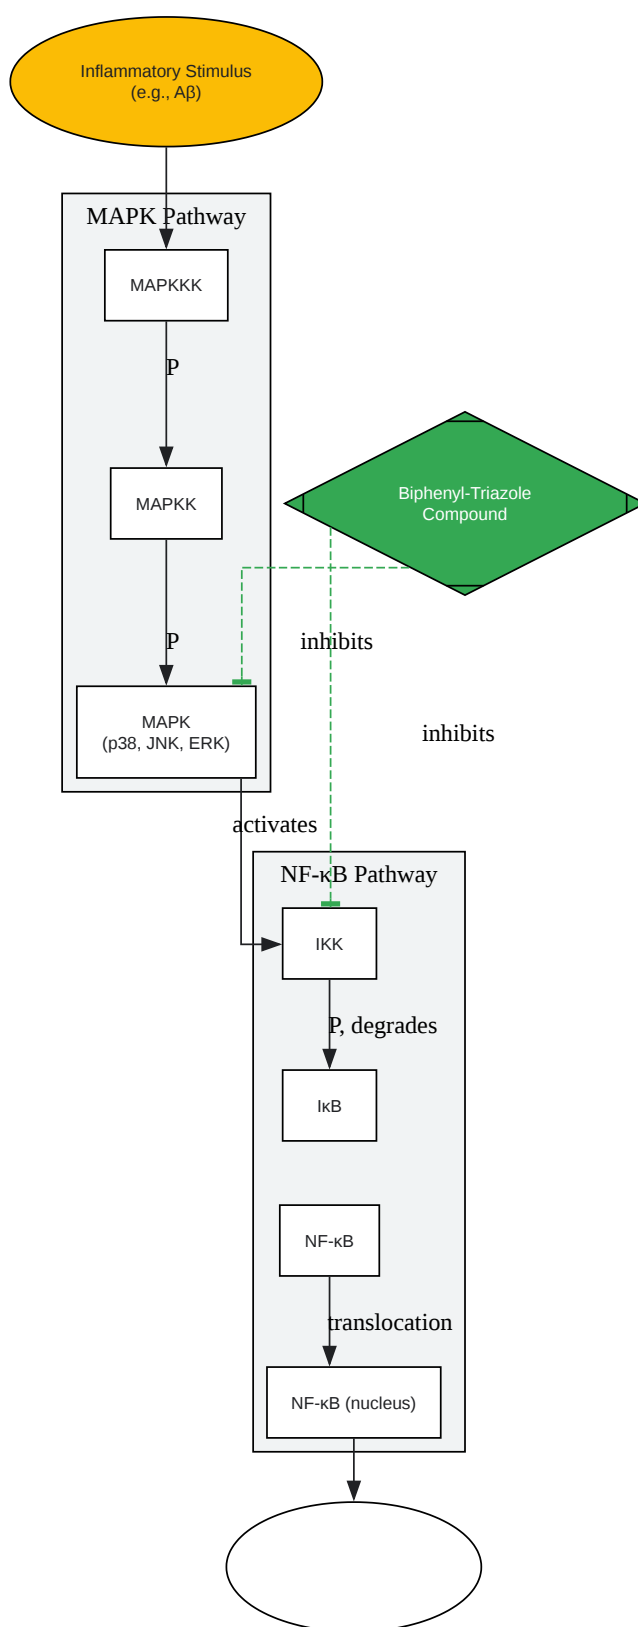 Inflammatory Stimulus
(e.g., Aβ)
MAPK Pathway
MAPKKK
P
MAPKK
Biphenyl-Triazole
Compound
P
inhibits
MAPK
(p38, JNK, ERK)
inhibits
activates
NF-κB Pathway
IKK
P, degrades
IκB
NF-κB
translocation
NF-κB (nucleus)